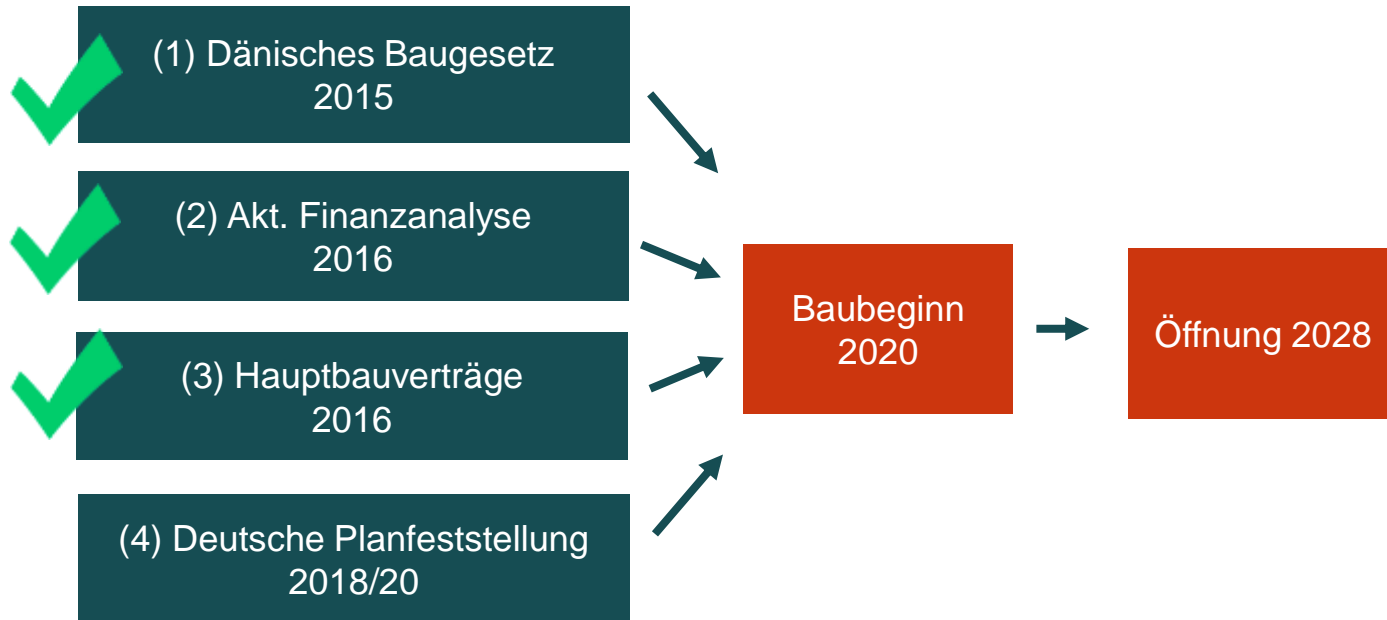 (1) Dänisches Baugesetz
2015
(2) Akt. Finanzanalyse
2016
(3) Hauptbauverträge
2016
(4) Deutsche Planfeststellung
2018/20
Baubeginn
2020
Öffnung 2028